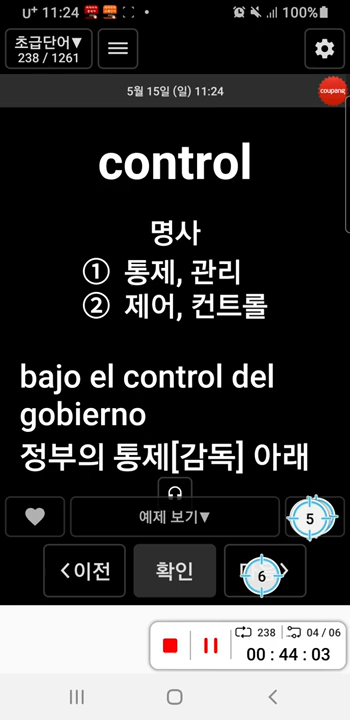 U+ 11:24 100%
초급단어▼
238 / 1261
5월 15일 (일) 11:24
coupang
control
명사
① 통제, 관리
② 제어, 컨트롤
bajo el control del
gobierno
정부의 통제[감독] 아래
예제 보기▼
5
<이전
확인
6
>
238 04 / 06
00 : 44 : 03